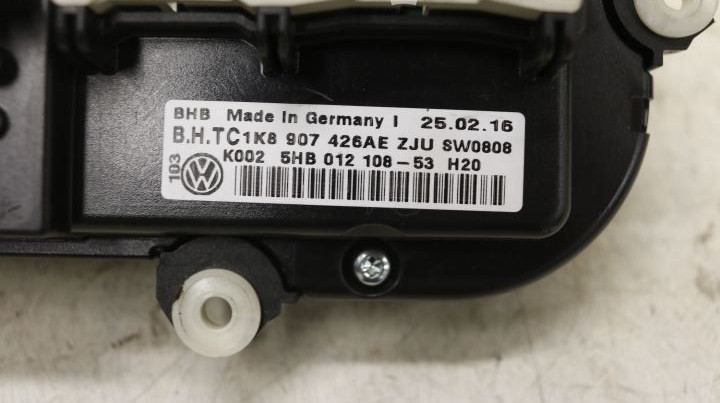 BHB Made In Germany I 25.02.16
B.H.TC1K8 907 426AE ZJU SW0808
K002 5HB 012 108-53 H20
103